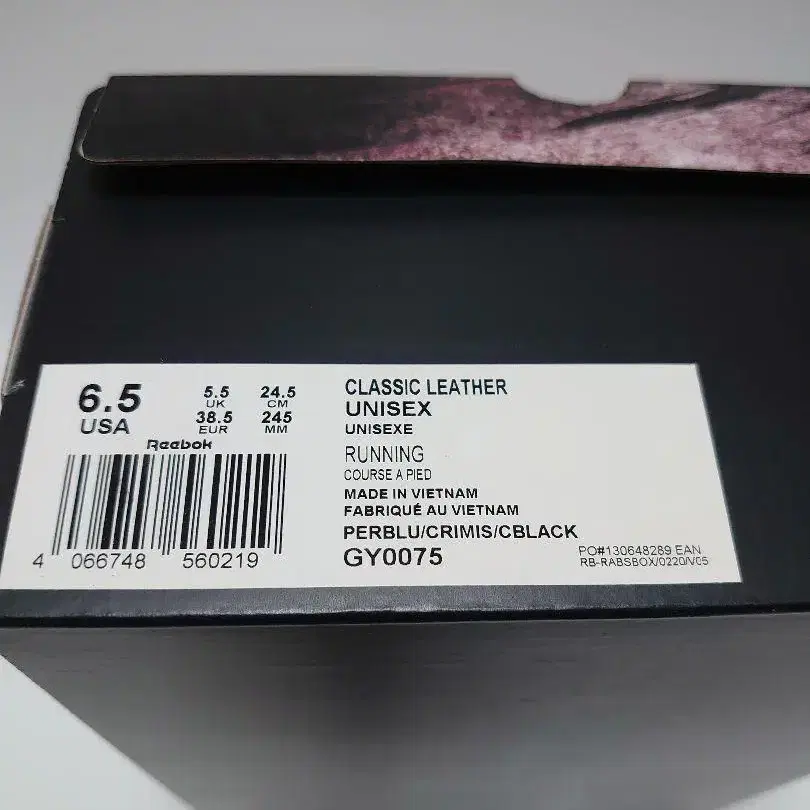 6.5
USA
5.5
UK
38.5
EUR
24.5
CM
245
MM
Reebok
4 066748 560219
CLASSIC LEATHER
UNISEX
UNISEXE
RUNNING
COURSE A PIED
MADE IN VIETNAM
FABRIQUÉ AU VIETNAM
PERBLU/CRIMIS/CBLACK
GY0075
PO#130648289 EAN
RB-RABSBOX/0220/V05